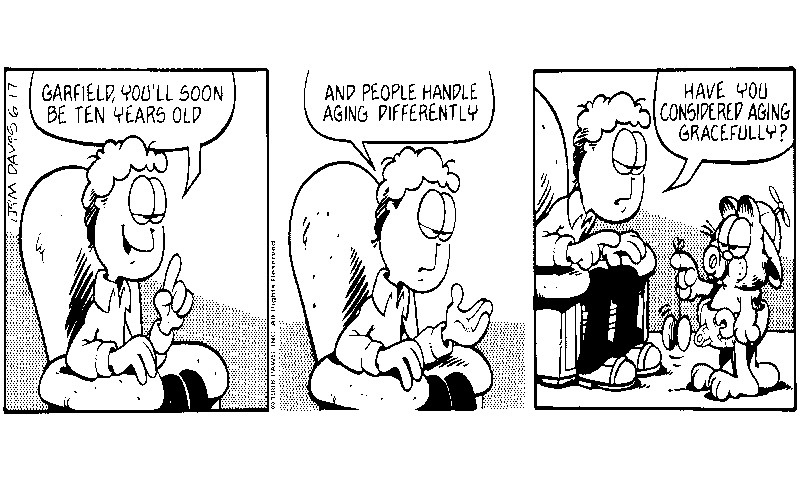 JIM DAVIS 6-17
GARFIELD, YOU'LL SOON
BE TEN YEARS OLD
AND PEOPLE HANDLE
AGING DIFFERENTLY
HAVE YOU
CONSIDERED AGING
GRACEFULLY?